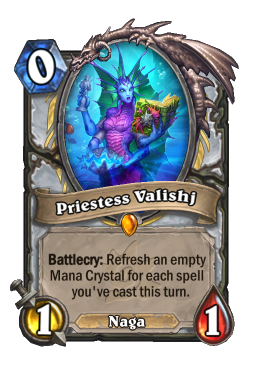 0
Priestess Valishj
Battlecry: Refresh an empty
Mana Crystal for each spell
you've cast this turn.
1 Naga 1